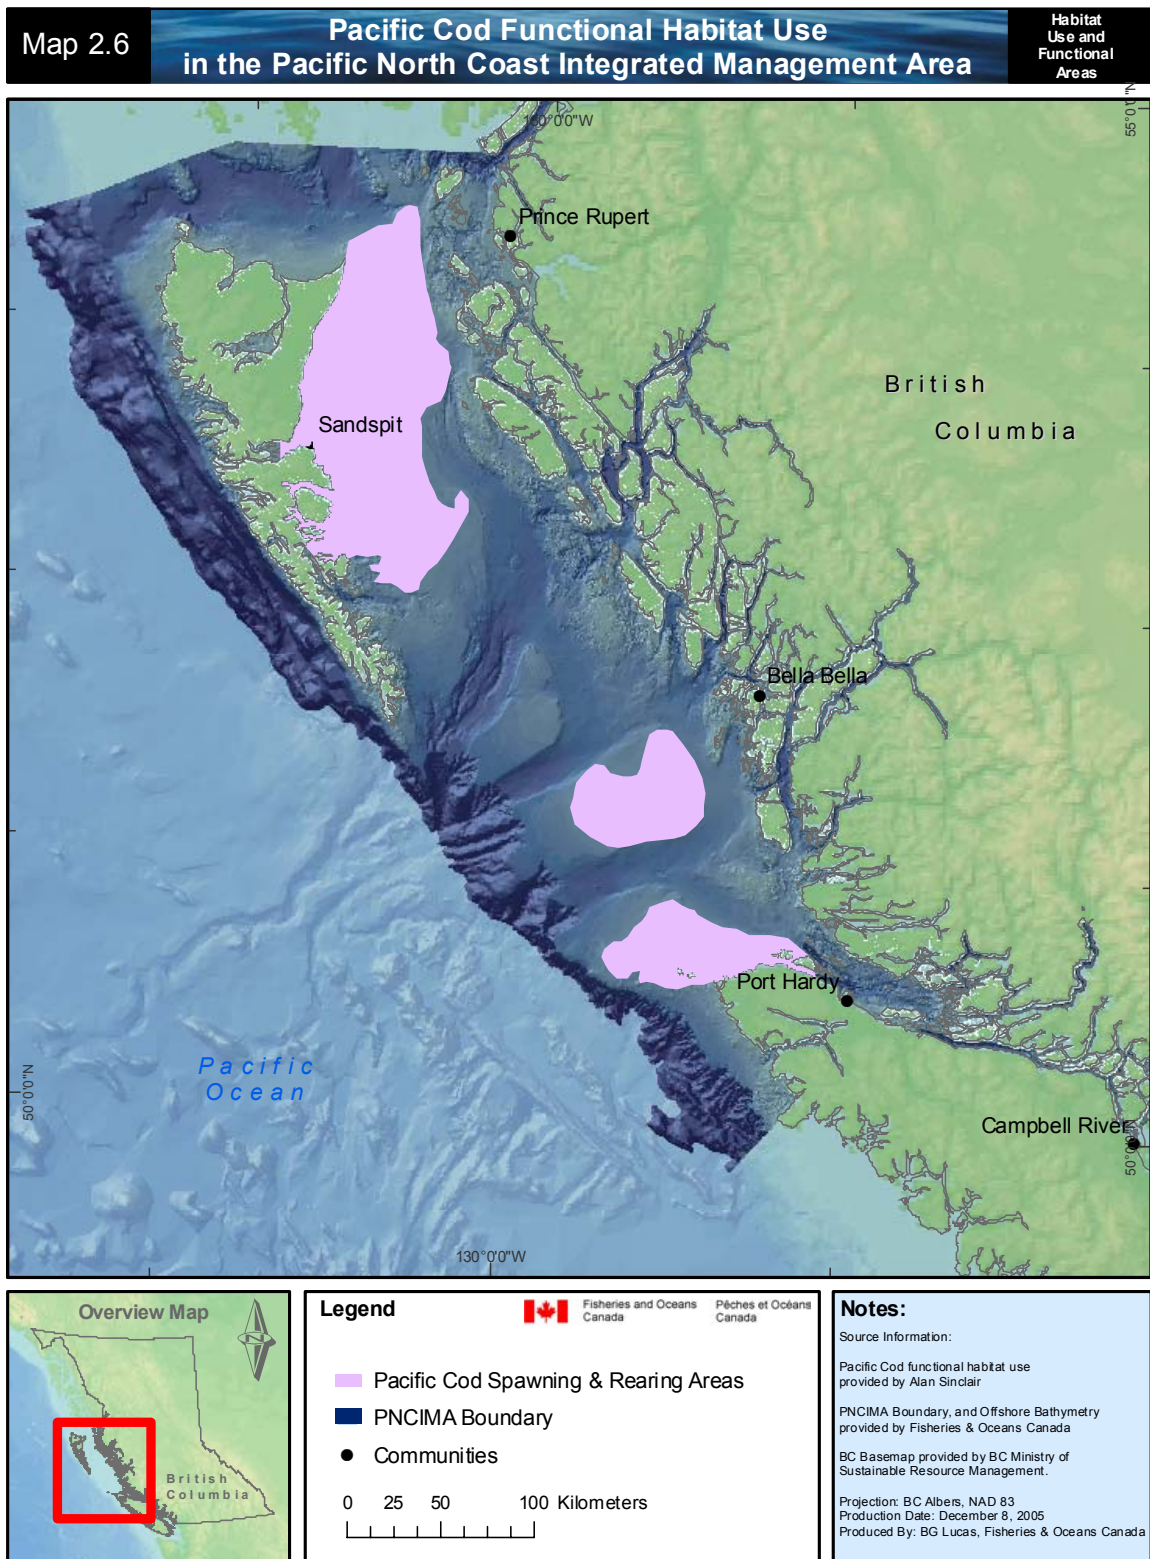 Map 2.6
Pacific Cod Functional Habitat Use
in the Pacific North Coast Integrated Management Area
Habitat
Use and
Functional
Areas
130°0'0"W
55°0'0"N
Prince Rupert
British
Columbia
Sandspit
Bella Bella
Port Hardy
Pacific
Ocean
50°0'0"N
Campbell River
50°0'0"N
130°0'0"W
Overview Map
N
British
Columbia
Legend
Fisheries and Oceans
Canada
Pêches et Océans
Canada
Pacific Cod Spawning & Rearing Areas
PNCIMA Boundary
Communities
0 25 50 100 Kilometers
Notes:
Source Information:
Pacific Cod functional habitat use
provided by Alan Sinclair
PNCIMA Boundary, and Offshore Bathymetry
provided by Fisheries & Oceans Canada
BC Basemap provided by BC Ministry of
Sustainable Resource Management.
Projection: BC Albers, NAD 83
Production Date: December 8, 2005
Produced By: BG Lucas, Fisheries & Oceans Canada